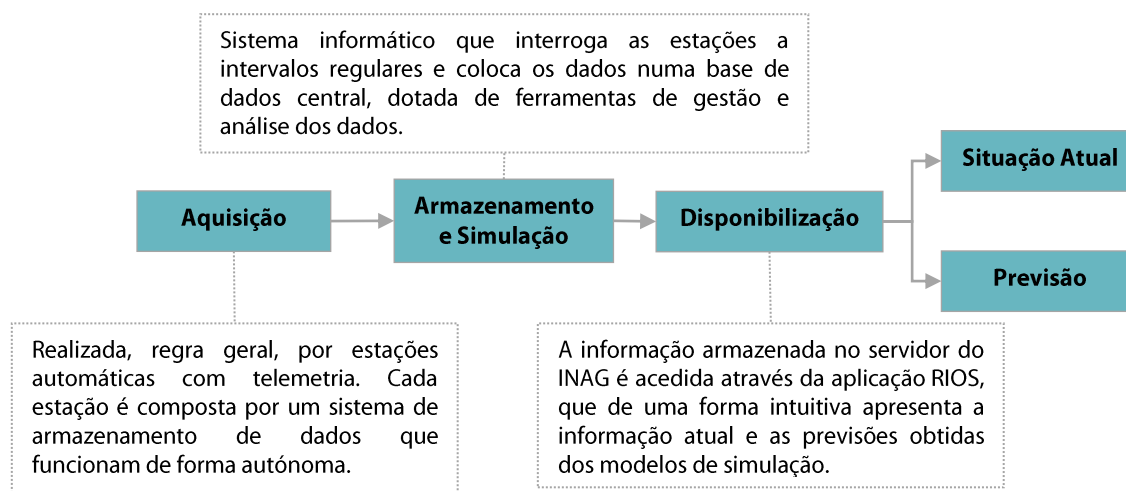 Sistema informático que interroga as estações a
intervalos regulares e coloca os dados numa base de
dados central, dotada de ferramentas de gestão e
análise dos dados.
Aquisição
Armazenamento
e Simulação
Disponibilização
Situação Atual
Previsão
Realizada, regra geral, por estações
automáticas com telemetria. Cada
estação é composta por um sistema de
armazenamento de dados que
funcionam de forma autónoma.
A informação armazenada no servidor do
INAG é acedida através da aplicação RIOS,
que de uma forma intuitiva apresenta a
informação atual e as previsões obtidas
dos modelos de simulação.